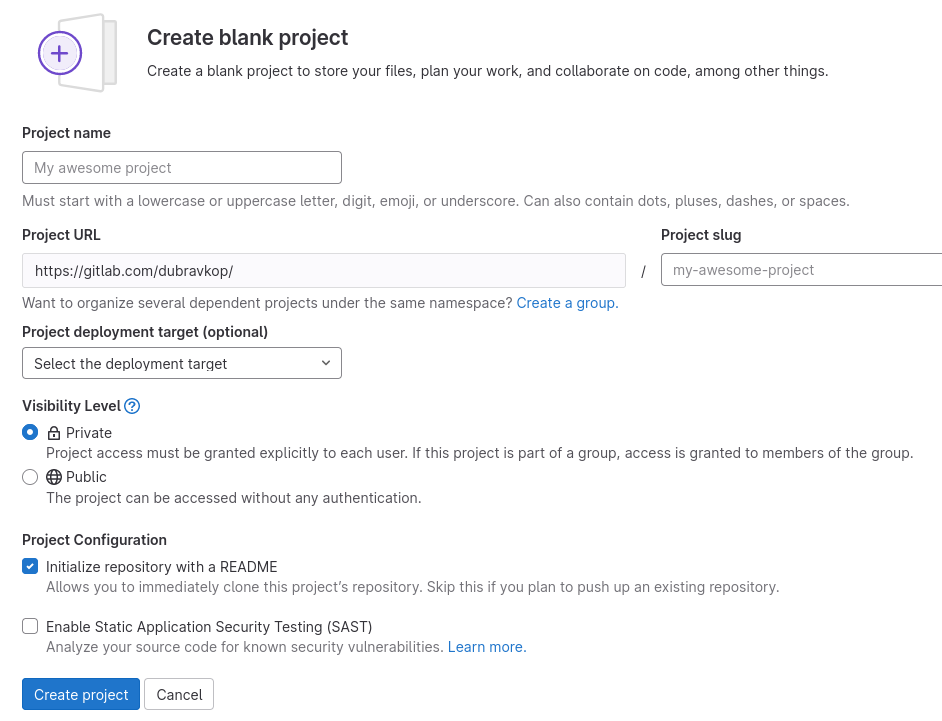 Create blank project
Create a blank project to store your files, plan your work, and collaborate on code, among other things.
Project name
My awesome project
Must start with a lowercase or uppercase letter, digit, emoji, or underscore. Can also contain dots, pluses, dashes, or spaces.
Project URL
Project slug
https://gitlab.com/dubravkop/
/
my-awesome-project
Want to organize several dependent projects under the same namespace? Create a group.
Project deployment target (optional)
Select the deployment target
Visibility Level
Private
Project access must be granted explicitly to each user. If this project is part of a group, access is granted to members of the group.
Public
The project can be accessed without any authentication.
Project Configuration
Initialize repository with a README
Allows you to immediately clone this project’s repository. Skip this if you plan to push up an existing repository.
Enable Static Application Security Testing (SAST)
Analyze your source code for known security vulnerabilities. Learn more.
Create project Cancel